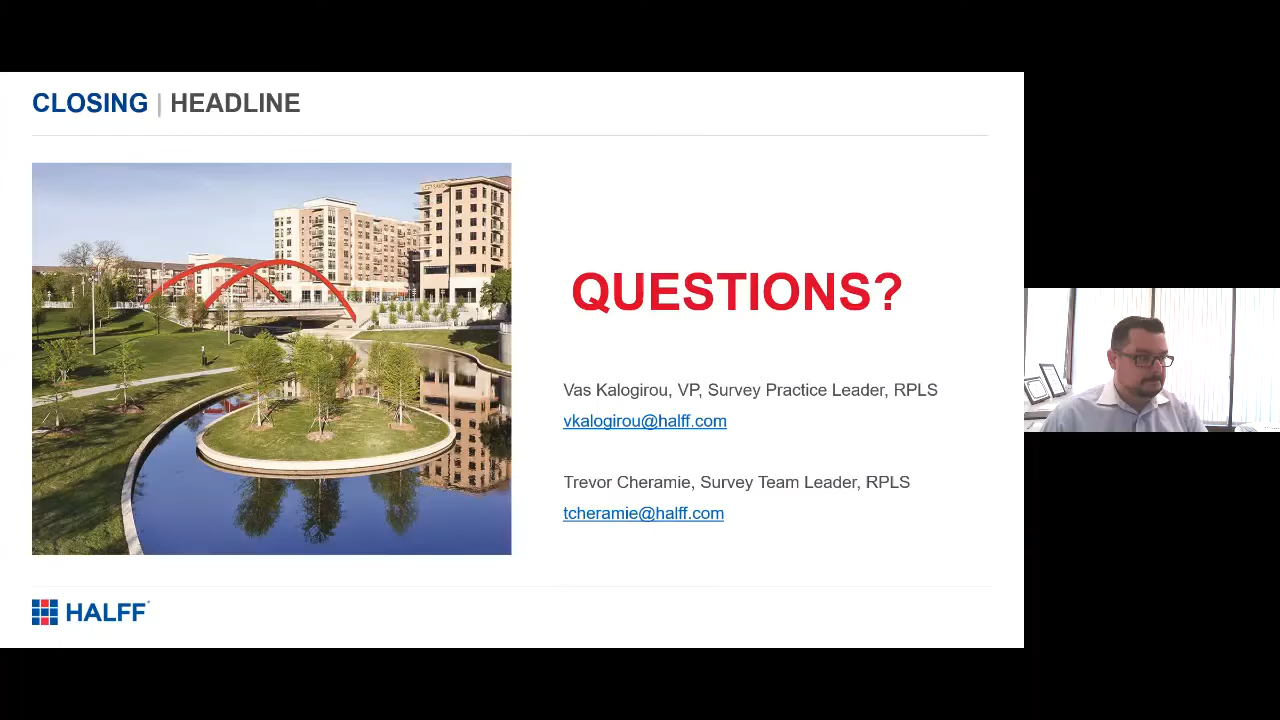 CLOSING | HEADLINE
QUESTIONS?
Vas Kalogirou, VP, Survey Practice Leader, RPLS
vkalogirou@halff.com
Trevor Cheramie, Survey Team Leader, RPLS
tcheramie@halff.com
HALFF